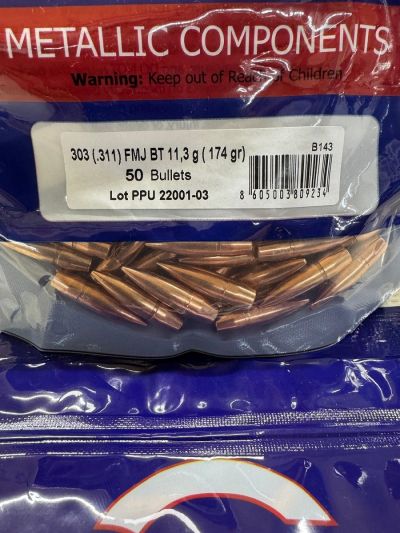 METALLIC COMPONENTS
Warning: Keep out of Reach of Children
303 (.311) FMJ BT 11,3 g ( 174 gr)
B143
50 Bullets
Lot PPU 22001-03
8 605003 809234